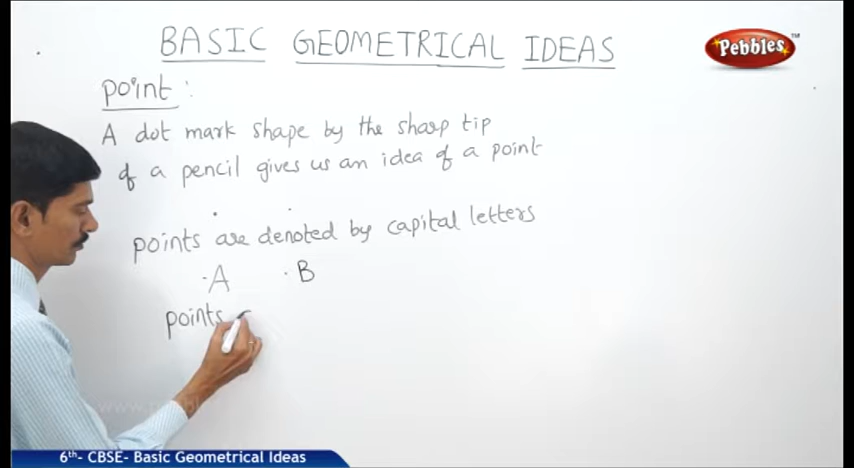 BASIC GEOMETRICAL IDEAS
Pebbles TM
point :
A dot mark shape by the sharp tip
of a pencil gives us an idea of a point
points are denoted by capital letters
.A .B
points
6th- CBSE- Basic Geometrical Ideas